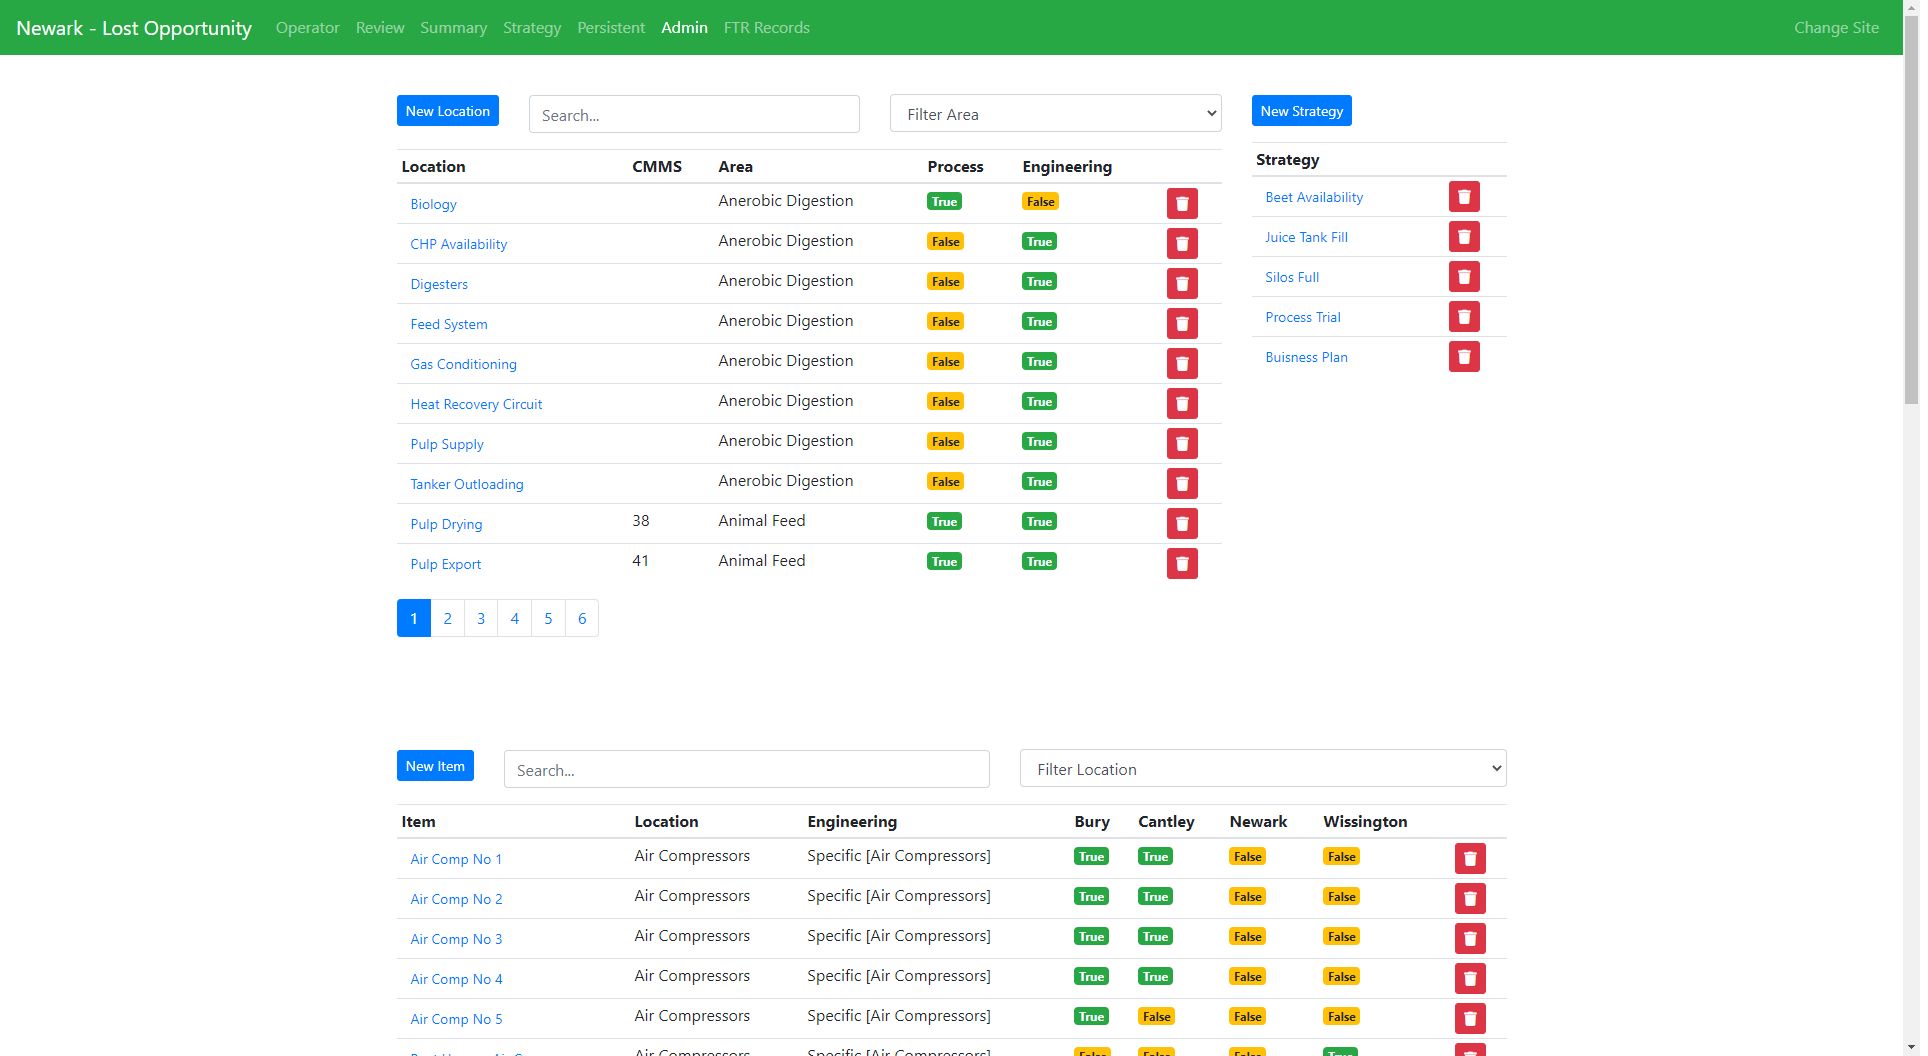 Newark - Lost Opportunity Operator Review Summary Strategy Persistent Admin FTR Records Change Site
New Location Search... Filter Area New Strategy
Location CMMS Area Process Engineering
Strategy
Biology Anerobic Digestion True False
Beet Availability
CHP Availability Anerobic Digestion False True
Juice Tank Fill
Digesters Anerobic Digestion False True
Silos Full
Feed System Anerobic Digestion False True
Process Trial
Gas Conditioning Anerobic Digestion False True
Buisness Plan
Heat Recovery Circuit Anerobic Digestion False True
Pulp Supply Anerobic Digestion False True
Tanker Outloading Anerobic Digestion False True
Pulp Drying 38 Animal Feed True True
Pulp Export 41 Animal Feed True True
1 2 3 4 5 6
New Item Search... Filter Location
Item Location Engineering Bury Cantley Newark Wissington
Air Comp No 1 Air Compressors Specific [Air Compressors] True True False False
Air Comp No 2 Air Compressors Specific [Air Compressors] True True False False
Air Comp No 3 Air Compressors Specific [Air Compressors] True True False False
Air Comp No 4 Air Compressors Specific [Air Compressors] True True False False
Air Comp No 5 Air Compressors Specific [Air Compressors] True False False False
Air Compressors Specific [Air Compressors] False False False True